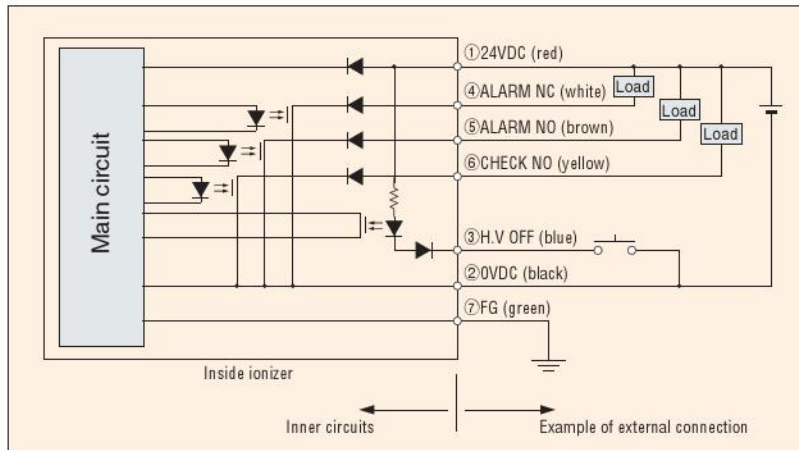 ①24VDC (red)
④ALARM NC (white)
Load
⑤ALARM NO (brown)
Load
⑥CHECK NO (yellow)
Load
Main circuit
③H.V OFF (blue)
②0VDC (black)
⑦FG (green)
Inside ionizer
Inner circuits
Example of external connection